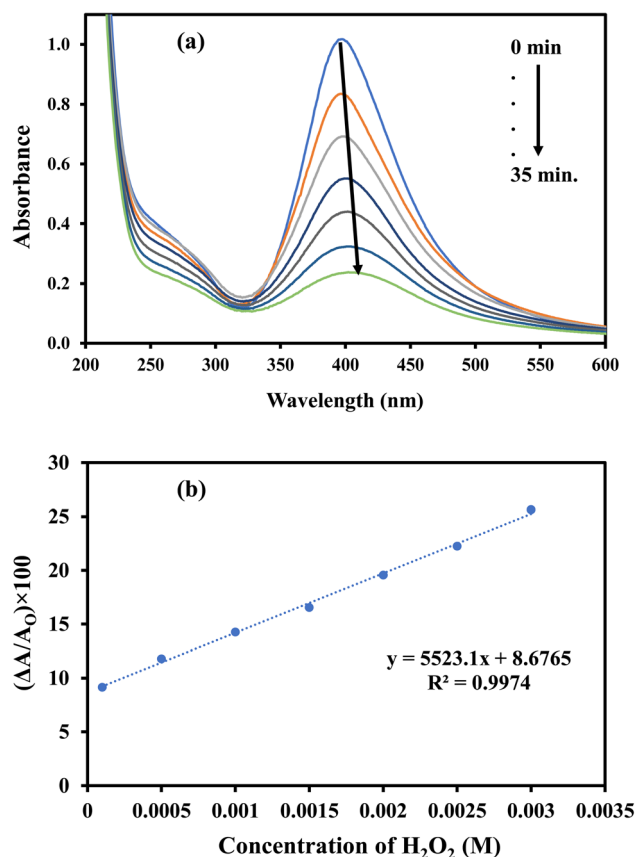 (a)
0 min
.
.
.
.
35 min.
Absorbance
1.0
0.8
0.6
0.4
0.2
0.0
200 250 300 350 400 450 500 550 600
Wavelength (nm)
(b)
(ΔA/A_O)×100
30
25
20
15
10
5
0
y = 5523.1x + 8.6765
R² = 0.9974
0 0.0005 0.001 0.0015 0.002 0.0025 0.003 0.0035
Concentration of H₂O₂ (M)